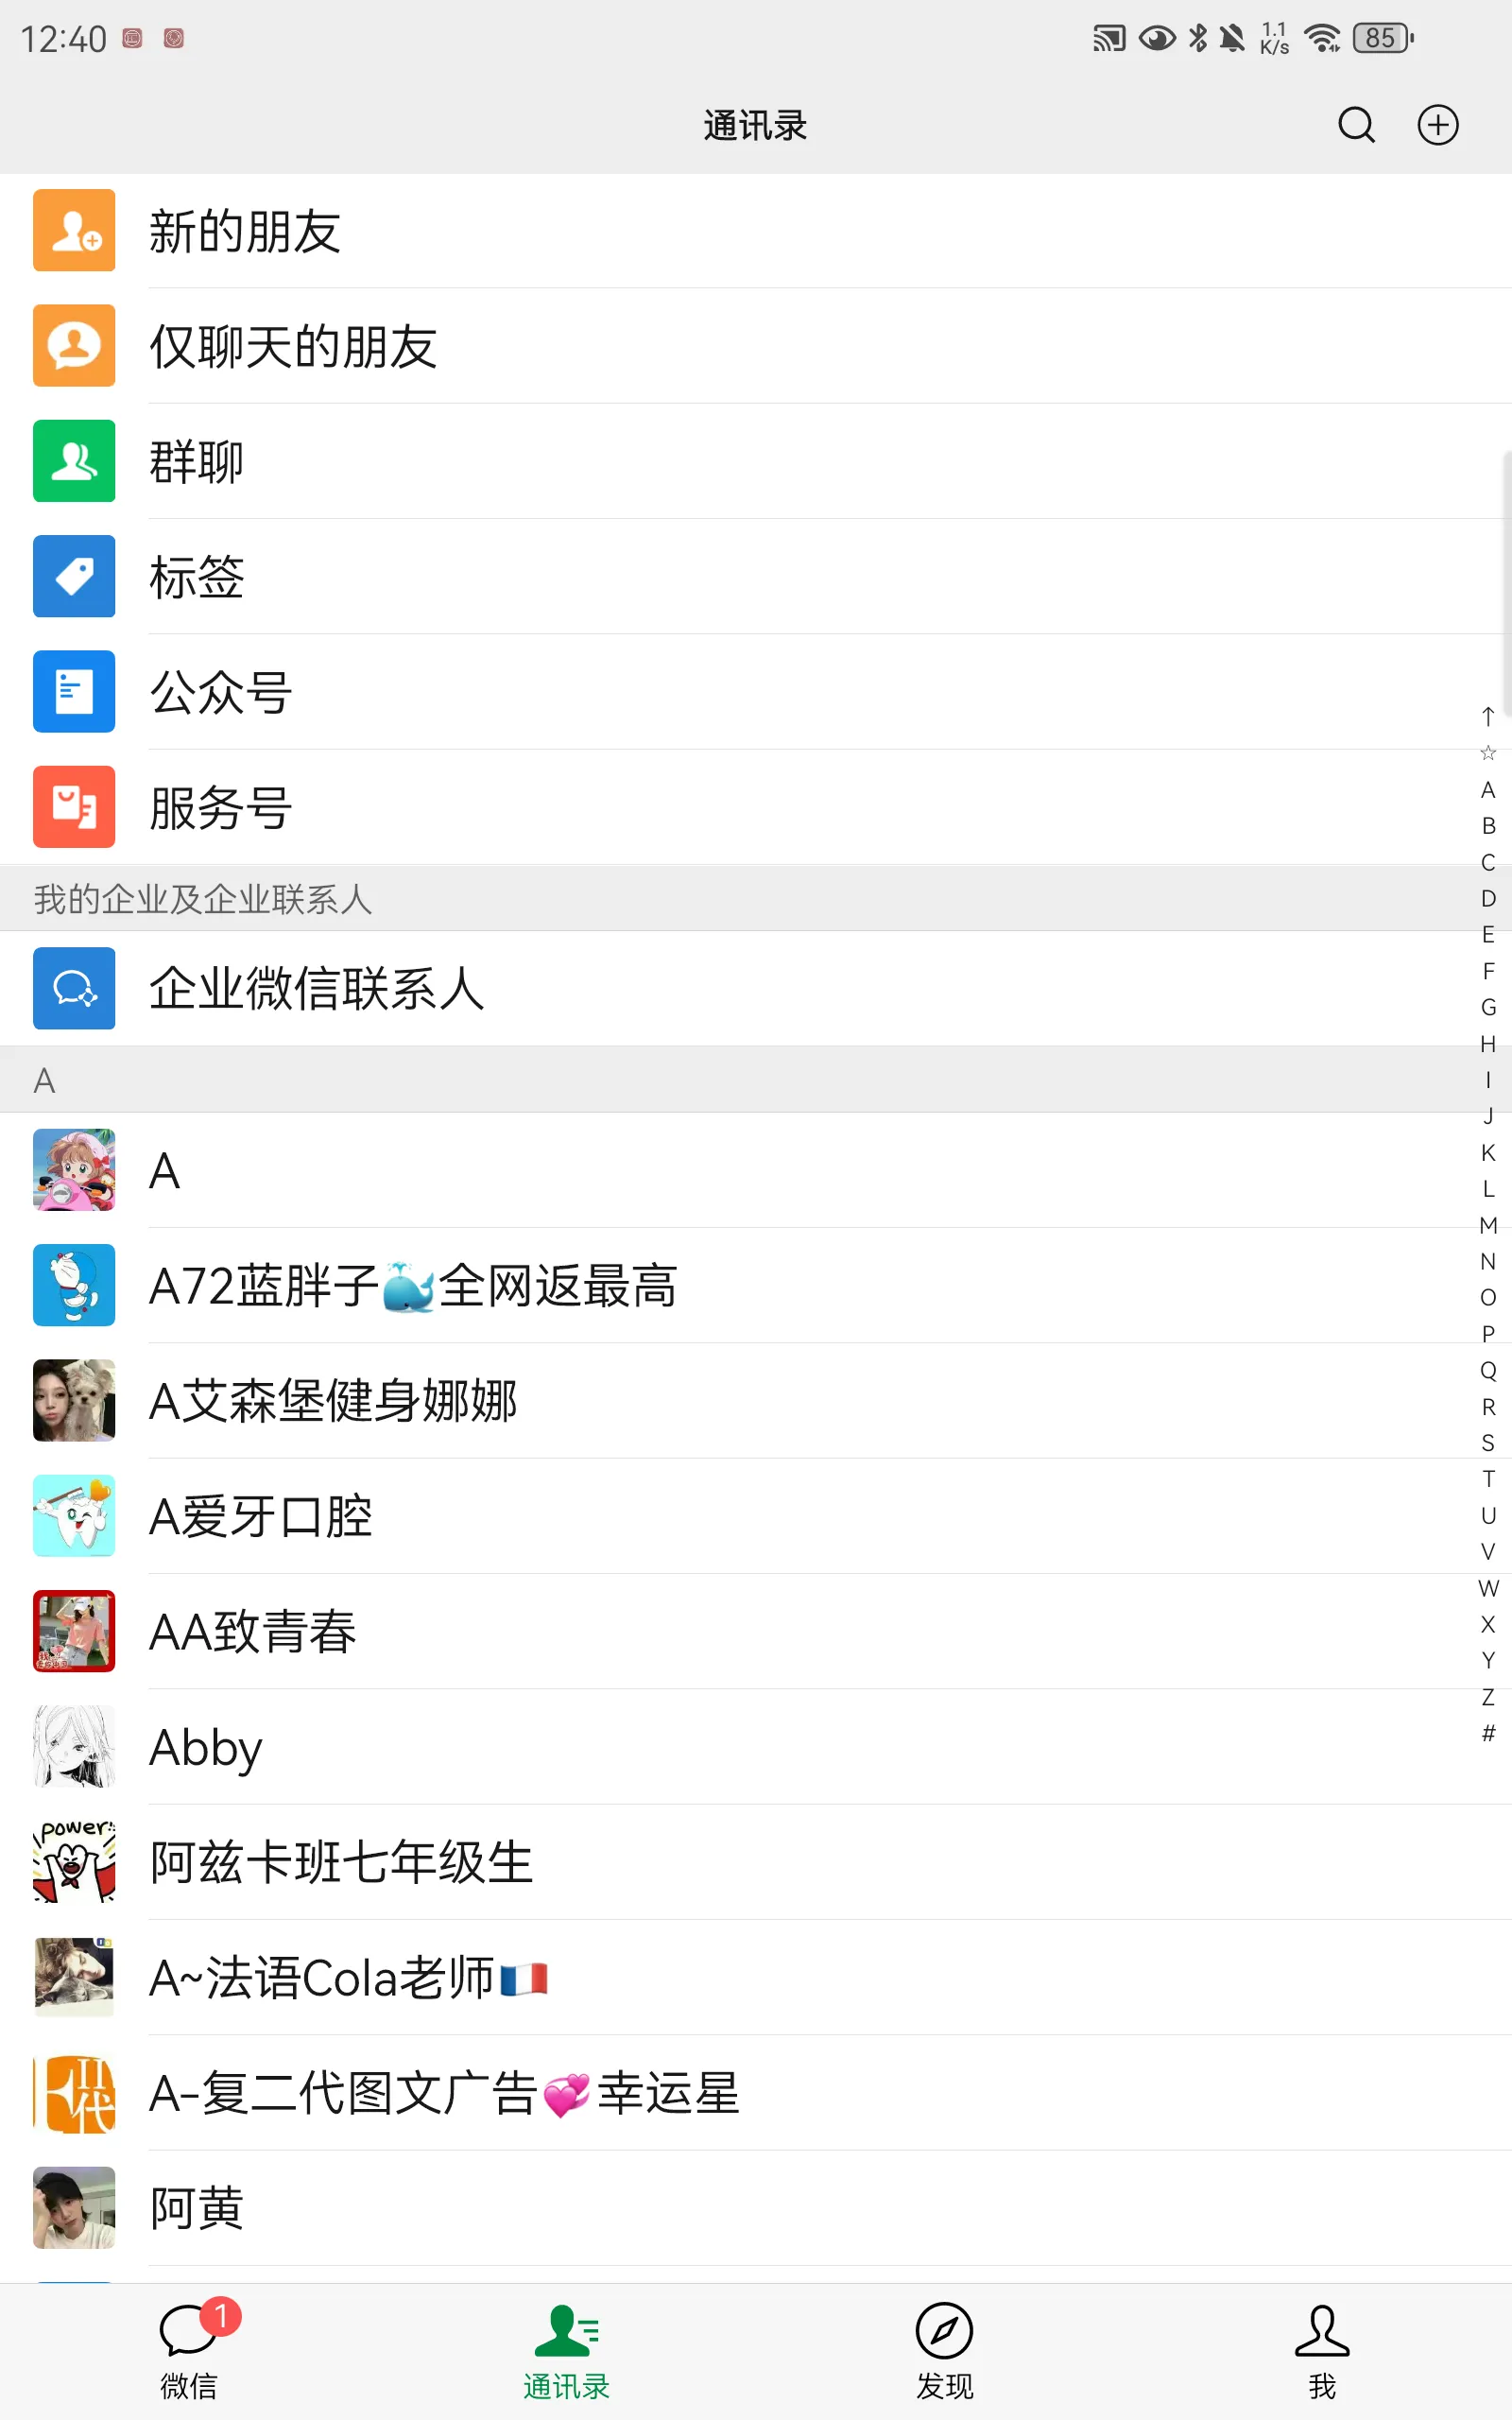 12:40
1.1
K/s
85
通讯录
新的朋友
仅聊天的朋友
群聊
标签
公众号
服务号
我的企业及企业联系人
企业微信联系人
A
A
A72蓝胖子🐳全网返最高
A艾森堡健身娜娜
A爱牙口腔
AA致青春
Abby
power!
阿兹卡班七年级生
A~法语Cola老师🇫🇷
II代
A-复二代图文广告💞幸运星
阿黄
↑
☆
A
B
C
D
E
F
G
H
I
J
K
L
M
N
O
P
Q
R
S
T
U
V
W
X
Y
Z
#
1
微信
通讯录
发现
我